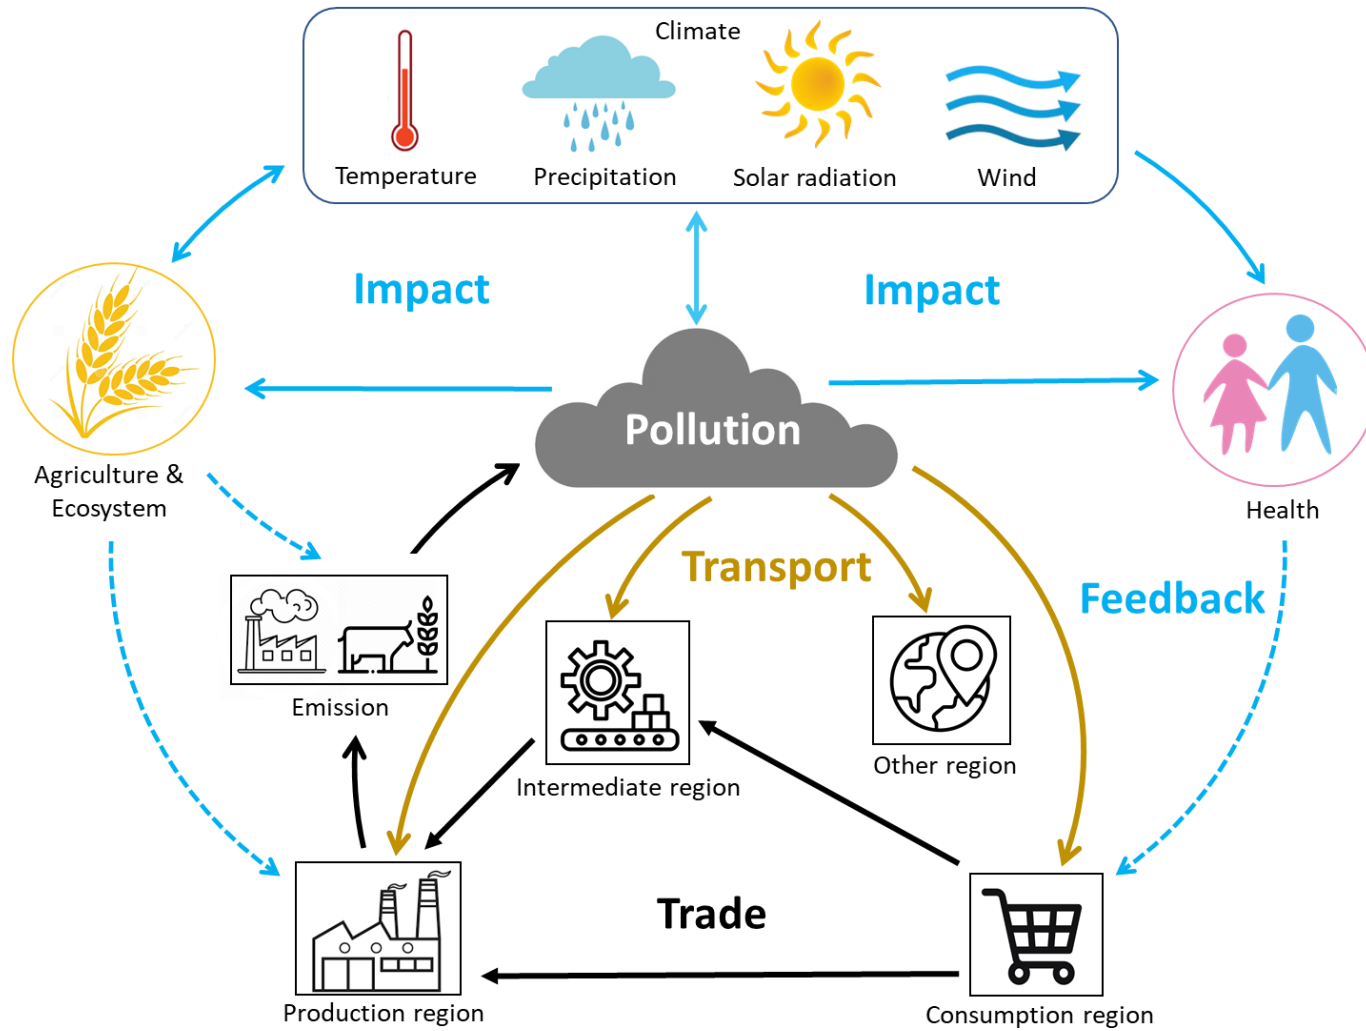 Climate
Temperature
Precipitation
Solar radiation
Wind
Impact
Impact
Pollution
Agriculture &
Ecosystem
Health
Transport
Feedback
Emission
Intermediate region
Other region
Trade
Production region
Consumption region